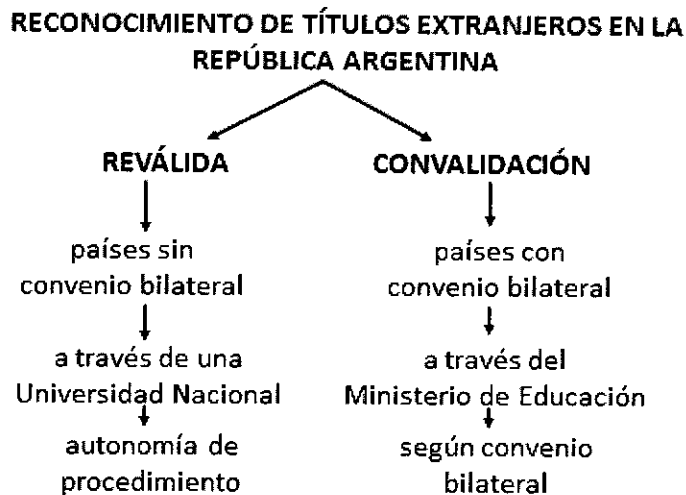 RECONOCIMIENTO DE TÍTULOS EXTRANJEROS EN LA
REPÚBLICA ARGENTINA
REVÁLIDA
países sin
convenio bilateral
a través de una
Universidad Nacional
autonomía de
procedimiento
CONVALIDACIÓN
países con
convenio bilateral
a través del
Ministerio de Educación
según convenio
bilateral